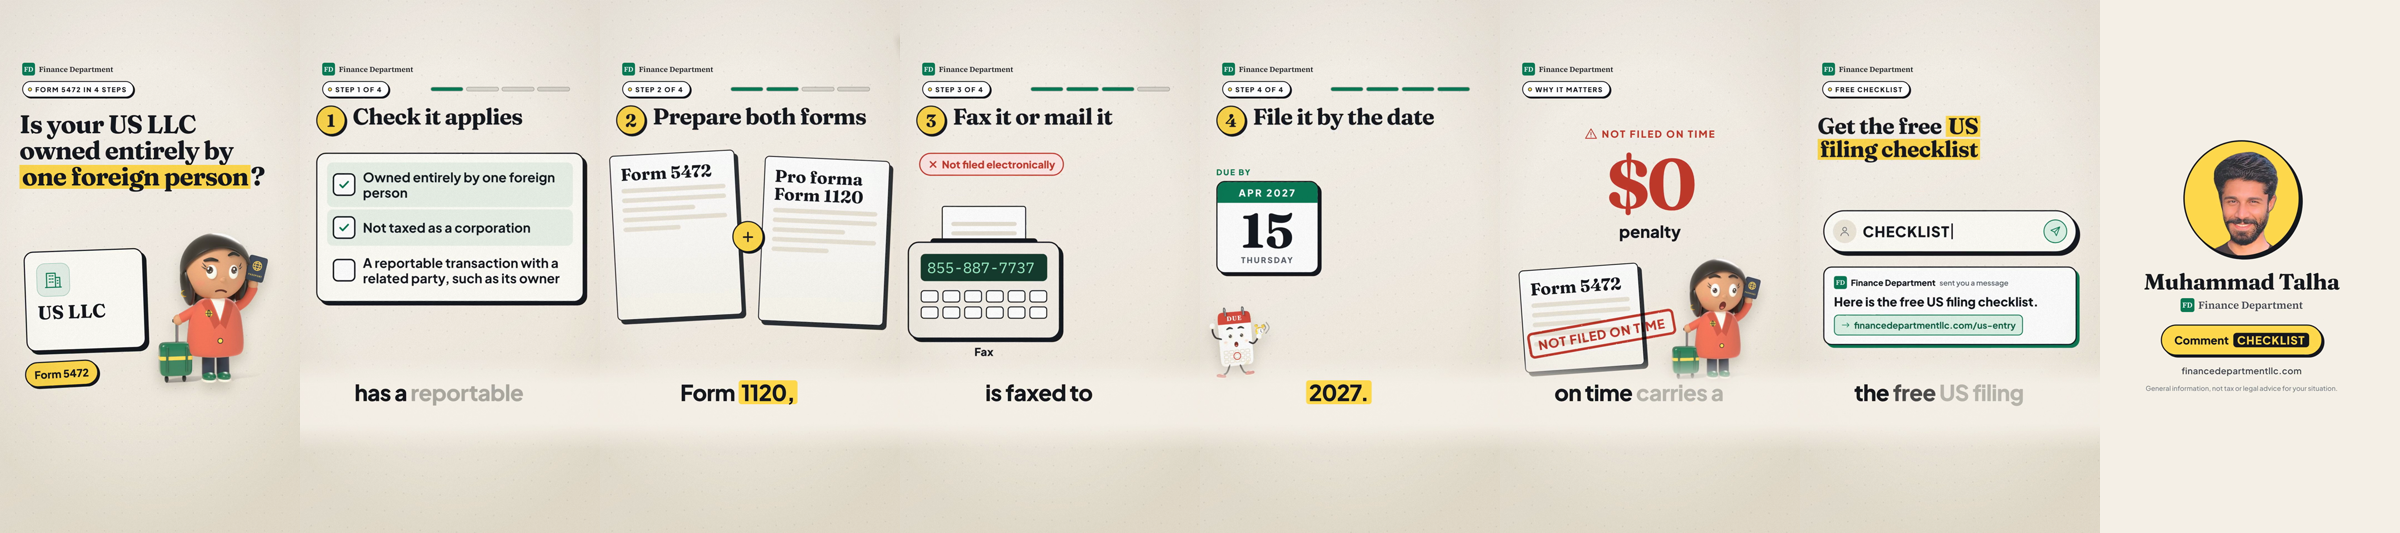 FD Finance Department
FORM 5472 IN 4 STEPS
Is your US LLC
owned entirely by
one foreign person?
US LLC
Form 5472
FD Finance Department
STEP 1 OF 4
1 Check it applies
Owned entirely by one foreign
person
Not taxed as a corporation
A reportable transaction with a
related party, such as its owner
has a reportable
FD Finance Department
STEP 2 OF 4
2 Prepare both forms
Form 5472
+
Pro forma
Form 1120
Form 1120,
FD Finance Department
STEP 3 OF 4
3 Fax it or mail it
Not filed electronically
855-887-7737
Fax
is faxed to
FD Finance Department
STEP 4 OF 4
4 File it by the date
DUE BY
APR 2027
15
THURSDAY
DUE
2027.
FD Finance Department
WHY IT MATTERS
NOT FILED ON TIME
$0
penalty
Form 5472
NOT FILED ON TIME
on time carries a
FD Finance Department
FREE CHECKLIST
Get the free US
filing checklist
CHECKLIST
FD Finance Department sent you a message
Here is the free US filing checklist.
financedepartmentllc.com/us-entry
the free US filing
Muhammad Talha
FD Finance Department
Comment CHECKLIST
financedepartmentllc.com
General information, not tax or legal advice for your situation.